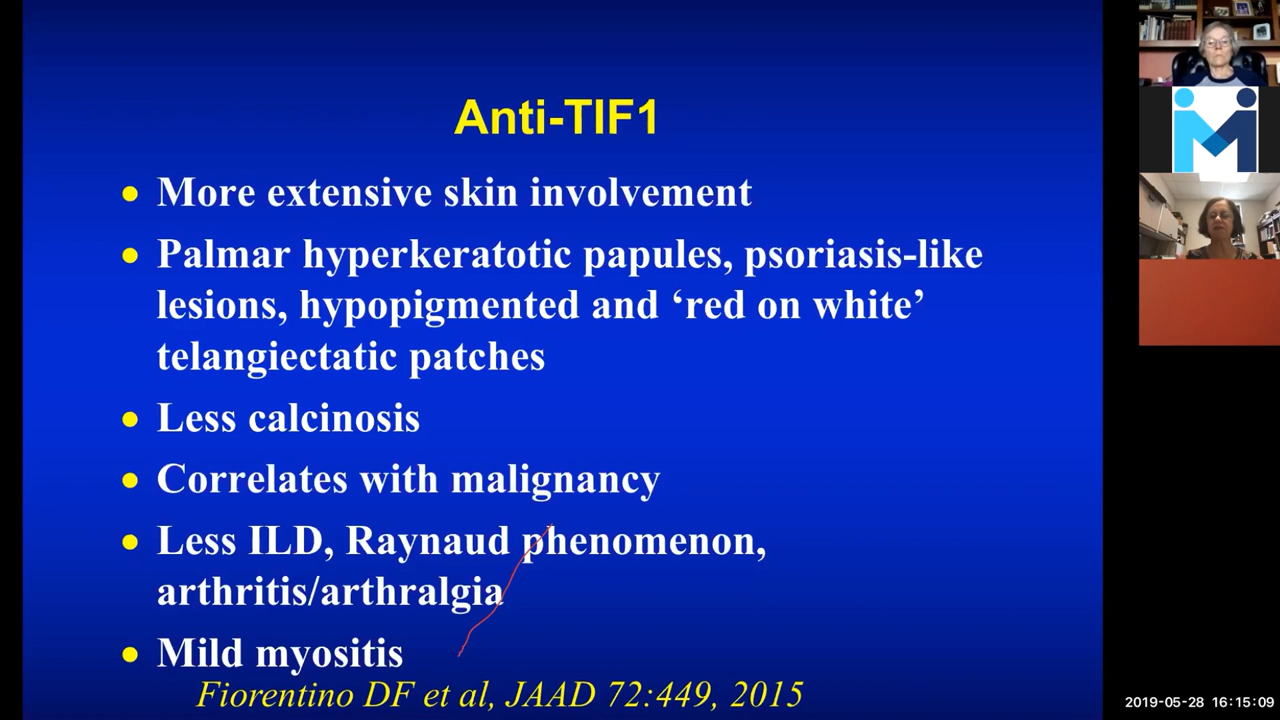 Anti-TIF1
More extensive skin involvement
Palmar hyperkeratotic papules, psoriasis-like
lesions, hypopigmented and ‘red on white’
telangiectatic patches
Less calcinosis
Correlates with malignancy
Less ILD, Raynaud phenomenon,
arthritis/arthralgia
Mild myositis
Fiorentino DF et al, JAAD 72:449, 2015
2019-05-28 16:15:09